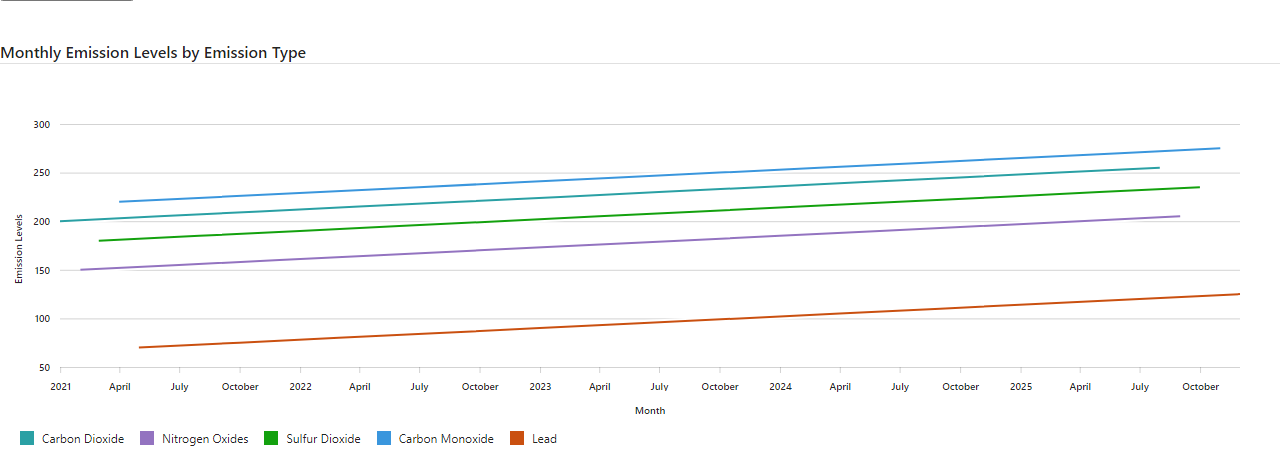 Monthly Emission Levels by Emission Type
300
250
200
150
100
50
Emission Levels
2021 April July October 2022 April July October 2023 April July October 2024 April July October 2025 April July October
Month
Carbon Dioxide Nitrogen Oxides Sulfur Dioxide Carbon Monoxide Lead